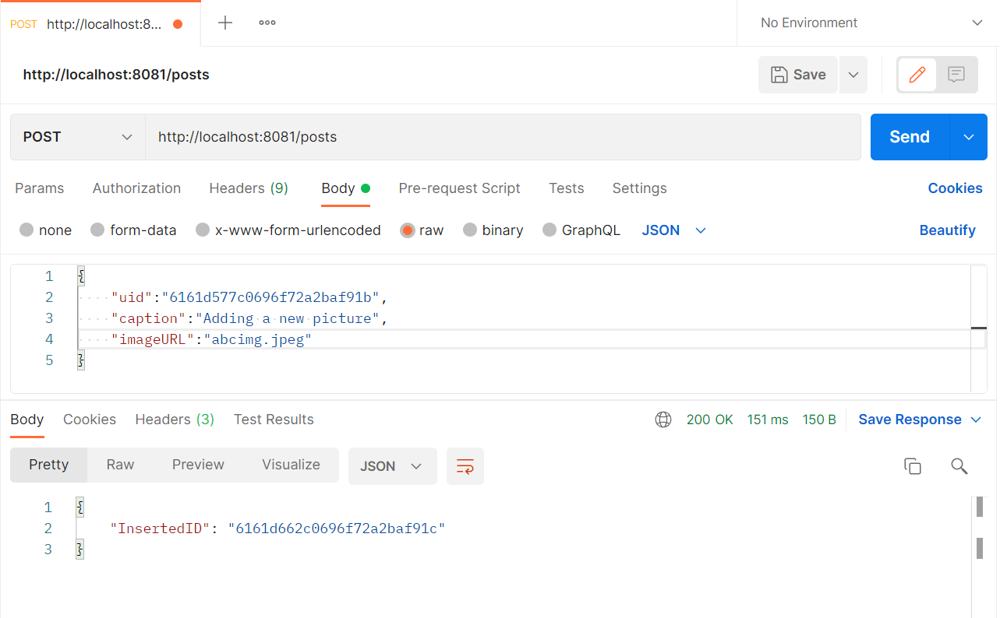 POST http://localhost:8... No Environment
http://localhost:8081/posts Save
POST http://localhost:8081/posts Send
Params Authorization Headers (9) Body Pre-request Script Tests Settings Cookies
none form-data x-www-form-urlencoded raw binary GraphQL JSON Beautify
1 {
2 "uid":"6161d577c0696f72a2baf91b",
3 "caption":"Adding a new picture",
4 "imageURL":"abcimg.jpeg"
5 }
Body Cookies Headers (3) Test Results 200 OK 151 ms 150 B Save Response
Pretty Raw Preview Visualize JSON
1 {
2 "InsertedID": "6161d662c0696f72a2baf91c"
3 }